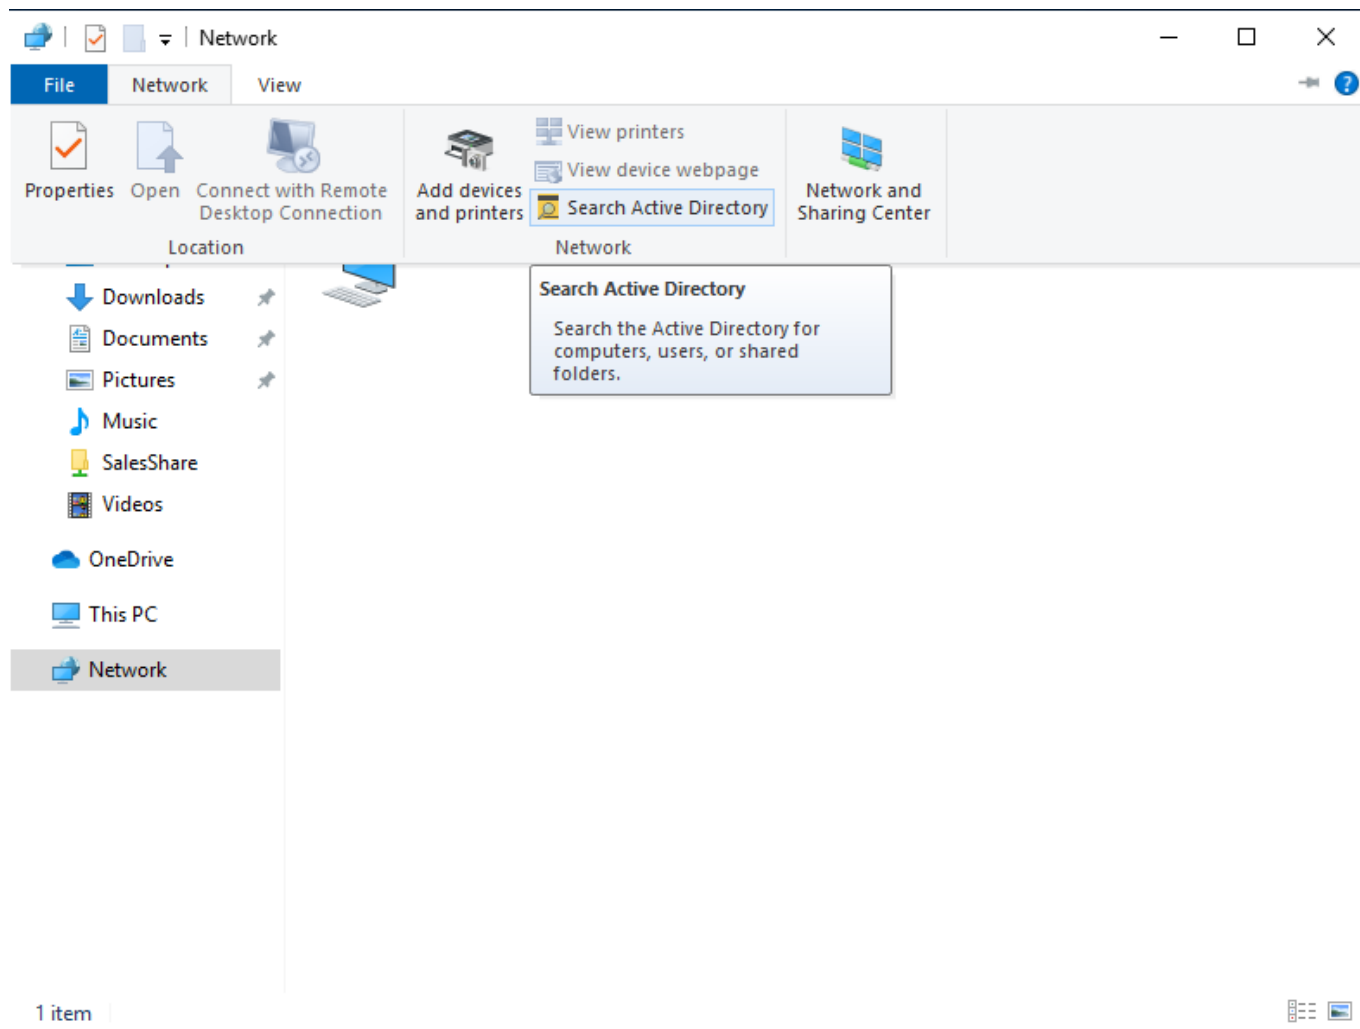 Network
File Network View
?
Properties
Open
Connect with Remote
Desktop Connection
Location
Add devices
and printers
View printers
View device webpage
Search Active Directory
Network
Network and
Sharing Center
Search Active Directory
Search the Active Directory for
computers, users, or shared
folders.
Downloads
Documents
Pictures
Music
SalesShare
Videos
OneDrive
This PC
Network
1 item